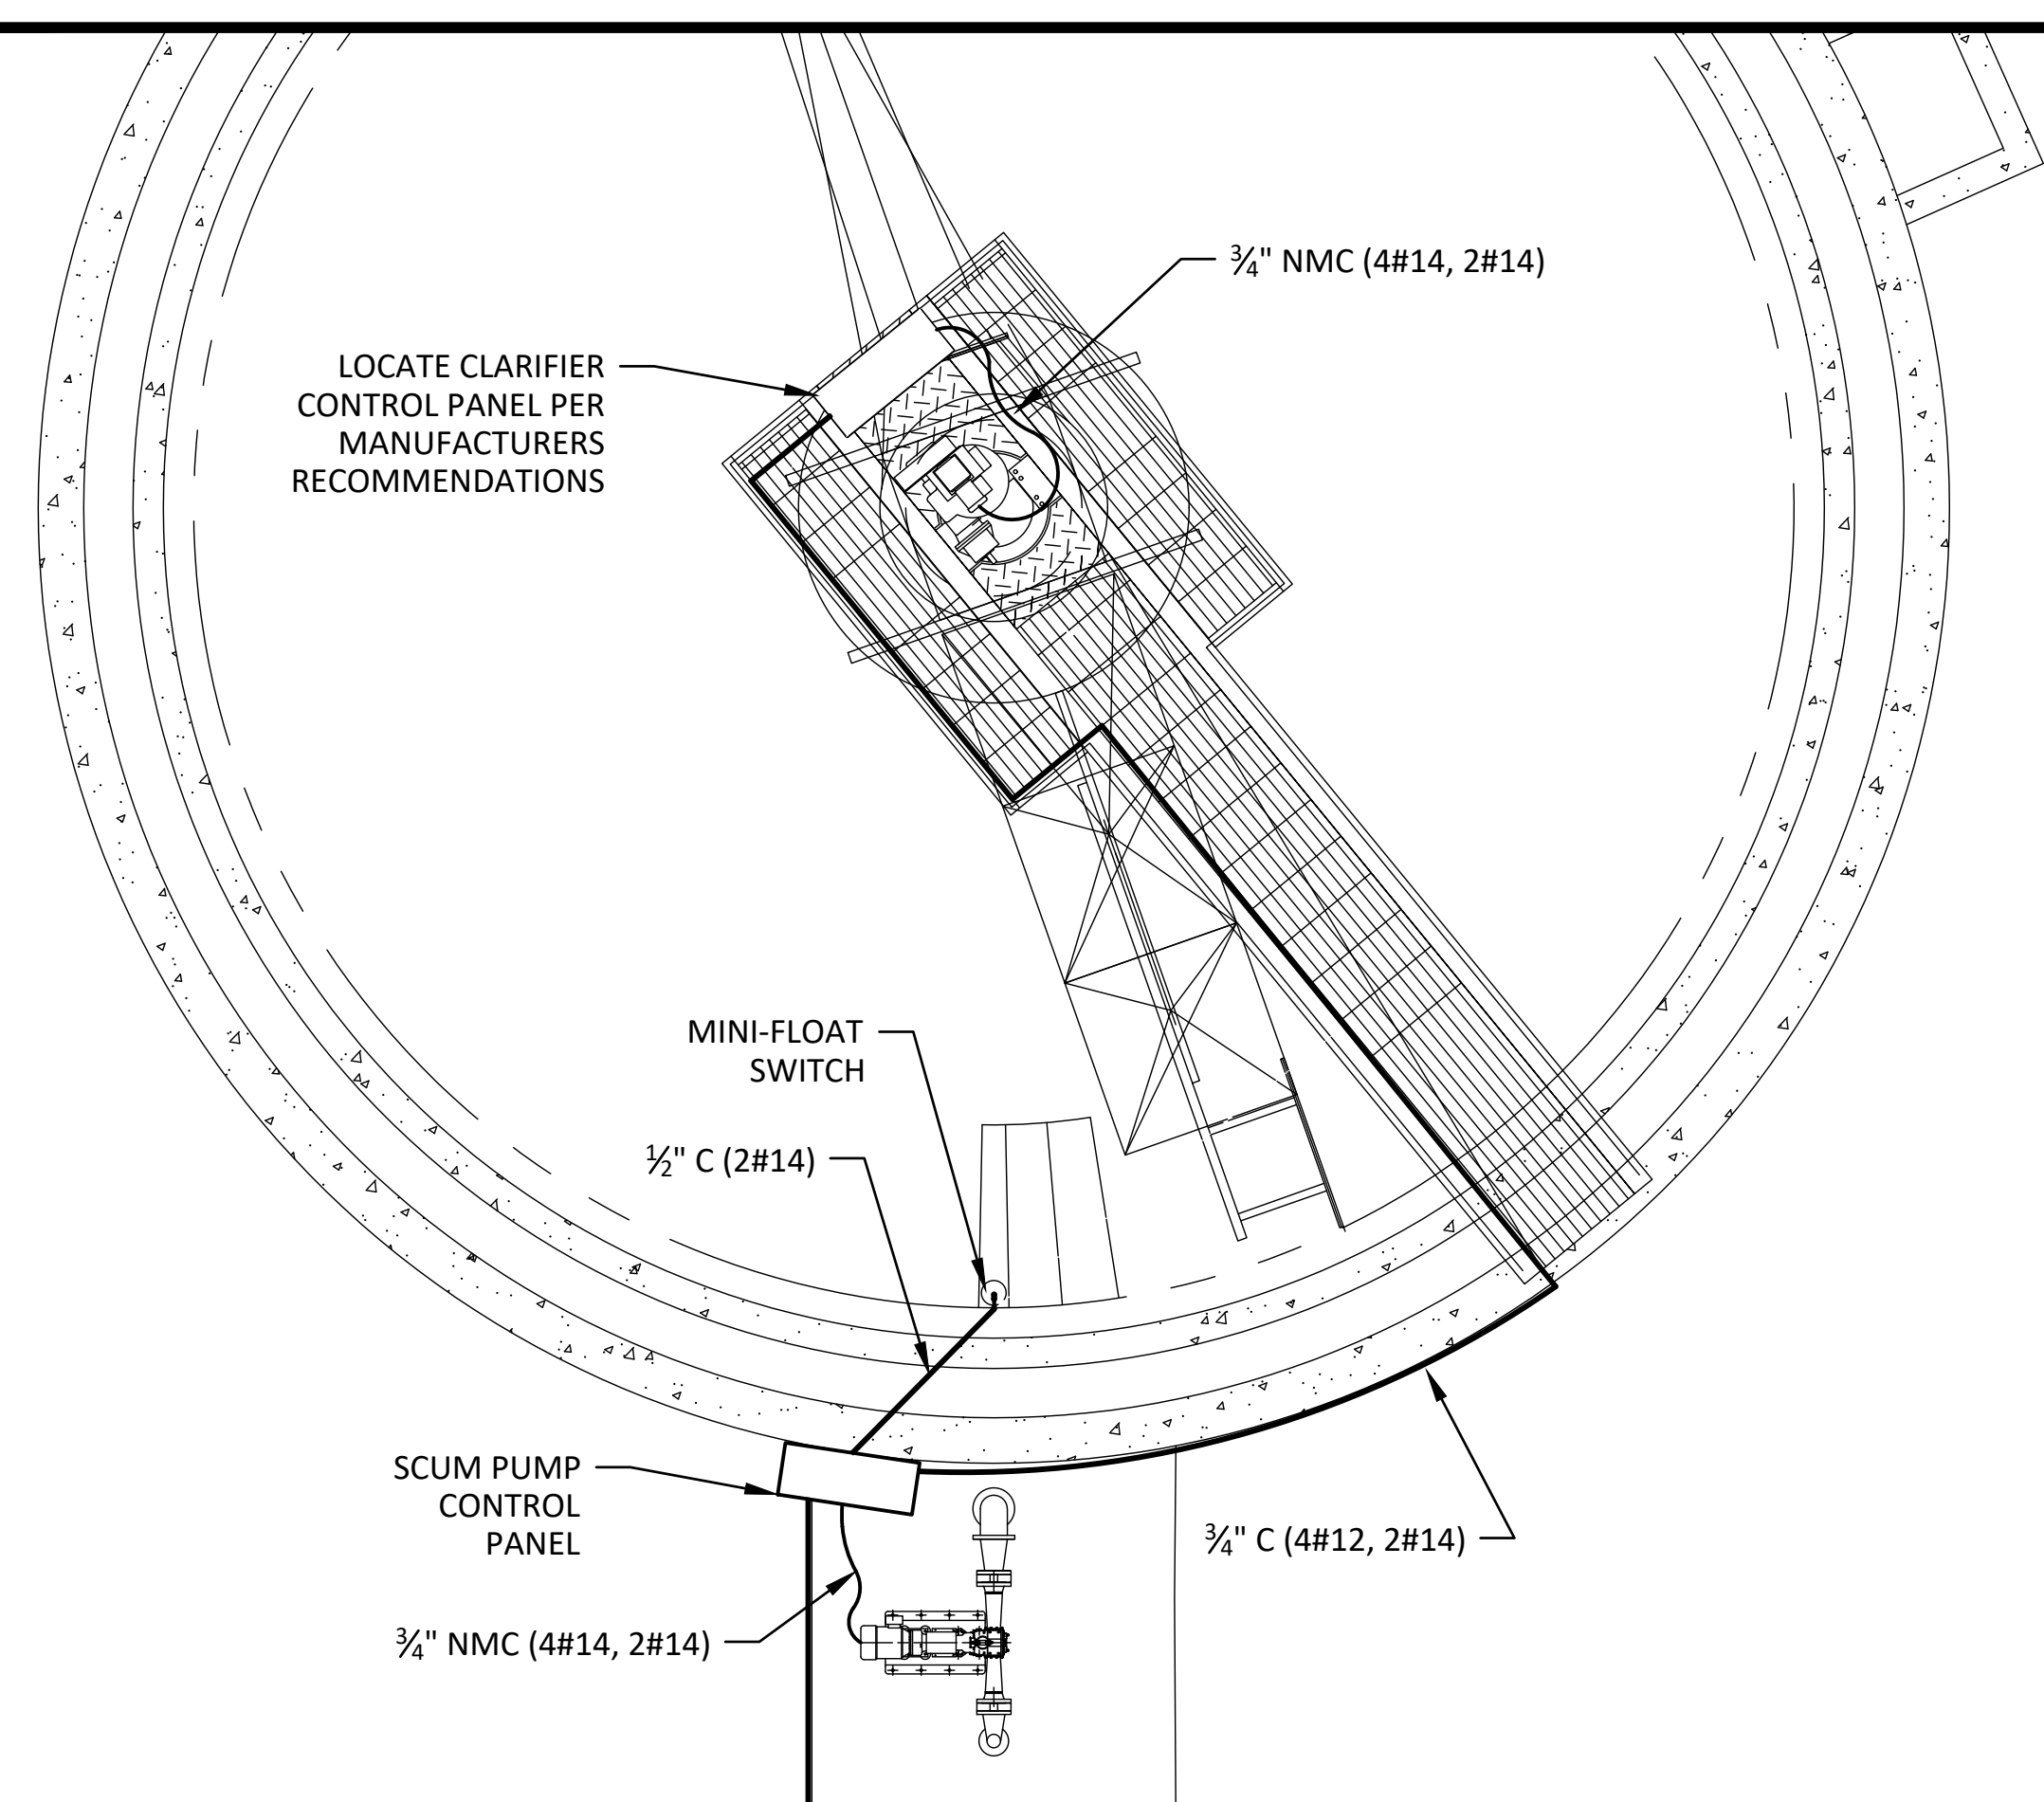 ¾" NMC (4#14, 2#14)
LOCATE CLARIFIER
CONTROL PANEL PER
MANUFACTURERS
RECOMMENDATIONS
MINI-FLOAT
SWITCH
½" C (2#14)
SCUM PUMP
CONTROL
PANEL
¾" C (4#12, 2#14)
¾" NMC (4#14, 2#14)